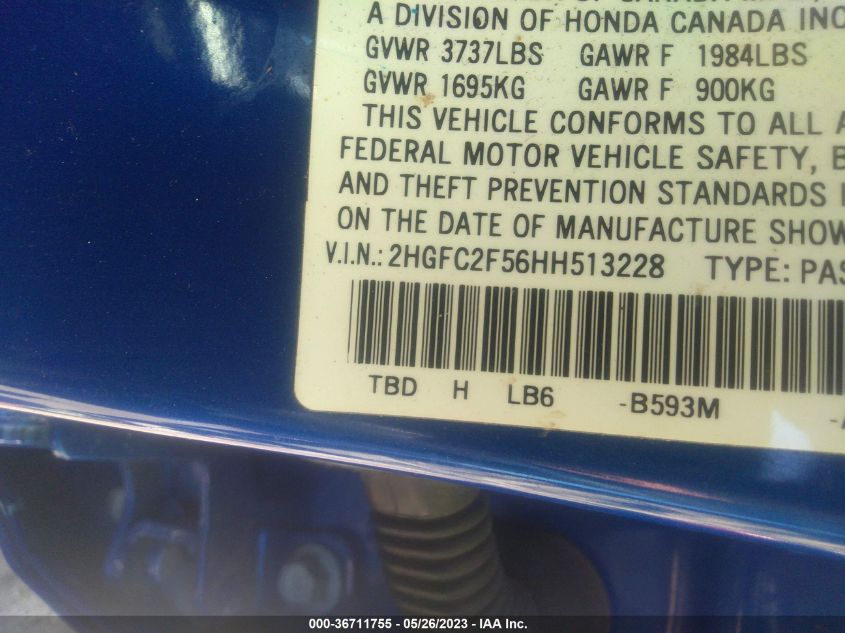 A DIVISION OF HONDA CANADA INC
GVWR 3737LBS GAWR F 1984LBS
GVWR 1695KG GAWR F 900KG
THIS VEHICLE CONFORMS TO ALL A
FEDERAL MOTOR VEHICLE SAFETY, B
AND THEFT PREVENTION STANDARDS
ON THE DATE OF MANUFACTURE SHOW
V.I.N.: 2HGFC2F56HH513228 TYPE: PAS
TBD H LB6 -B593M
000-36711755 - 05/26/2023 - IAA Inc.